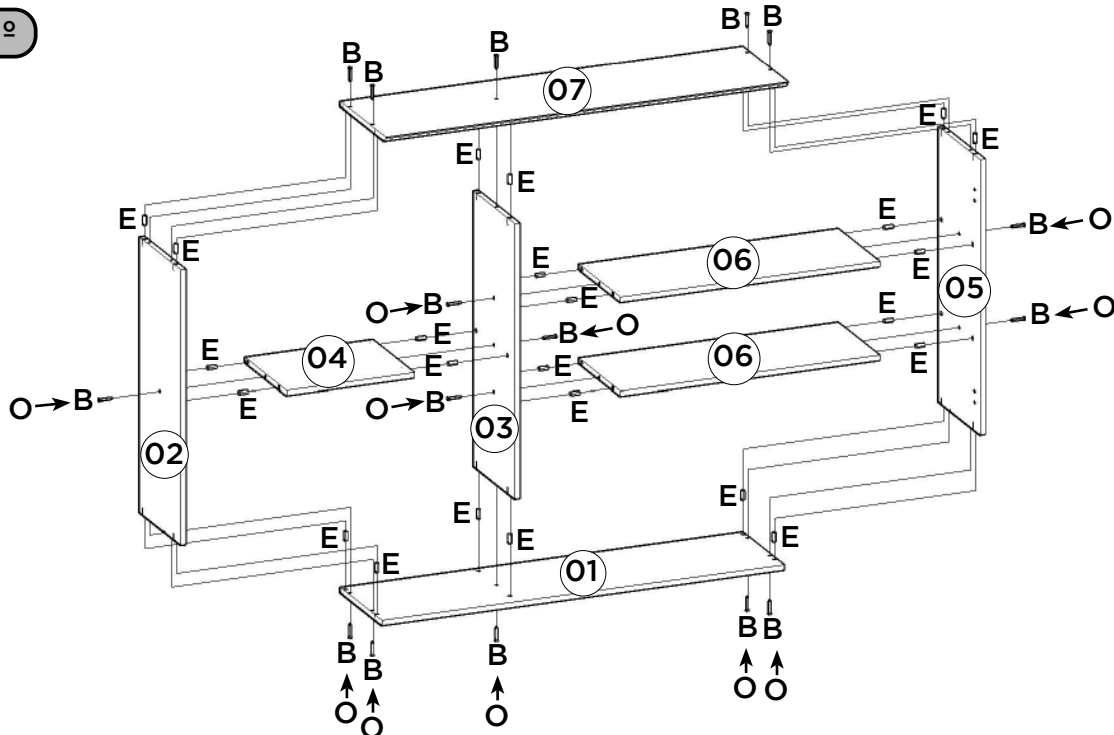 º
B B
B B B
07
E E
E E
E E
E E
E B ← O
06
E E
05
O → B E
B ← O E
E B ← O
04
E E E
06
E E
O → B E O → B E
03
02
E E
E E E E
01
B B B B B
O O O O O